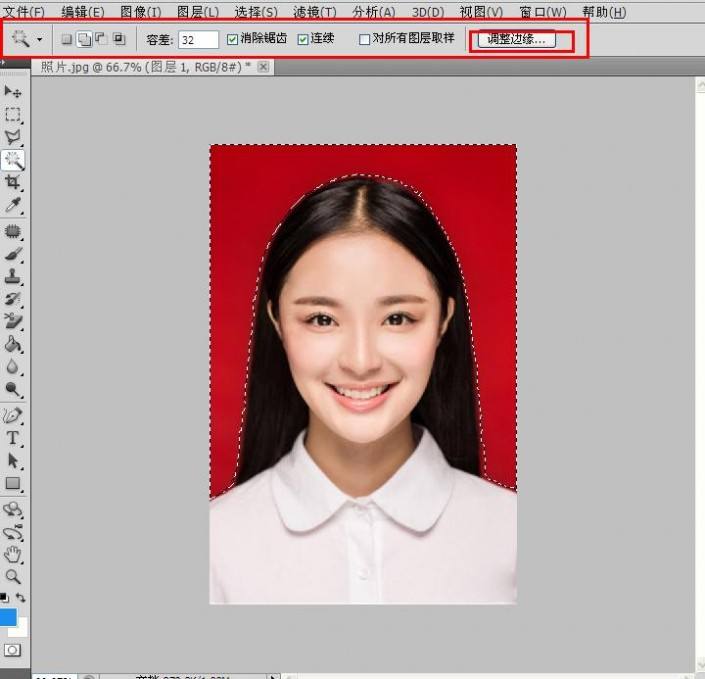 文件(F) 编辑(E) 图像(I) 图层(L) 选择(S) 滤镜(T) 分析(A) 3D(D) 视图(V) 窗口(W) 帮助(H)
容差: 32 消除锯齿 连续 对所有图层取样 调整边缘...
照片.jpg @ 66.7% (图层 1, RGB/8#) *
T